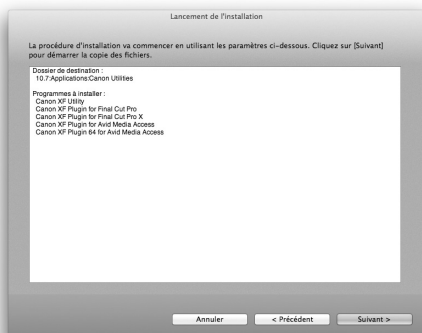 Lancement de l'installation
La procédure d'installation va commencer en utilisant les paramètres ci-dessous. Cliquez sur [Suivant]
pour démarrer la copie des fichiers.
Dossier de destination :
10.7:Applications:Canon Utilities
Programmes à installer :
Canon XF Utility
Canon XF Plugin for Final Cut Pro
Canon XF Plugin for Final Cut Pro X
Canon XF Plugin for Avid Media Access
Canon XF Plugin 64 for Avid Media Access
Annuler
< Précédent
Suivant >